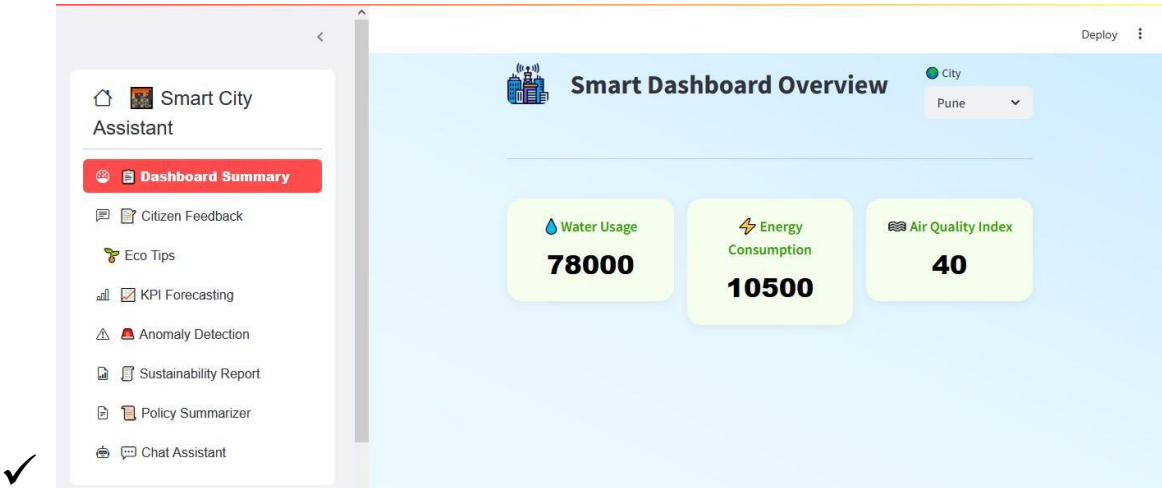 Deploy
Smart City
Assistant
Dashboard Summary
Citizen Feedback
Eco Tips
KPI Forecasting
Anomaly Detection
Sustainability Report
Policy Summarizer
Chat Assistant
Smart Dashboard Overview
City
Pune
Water Usage
78000
Energy
Consumption
10500
Air Quality Index
40